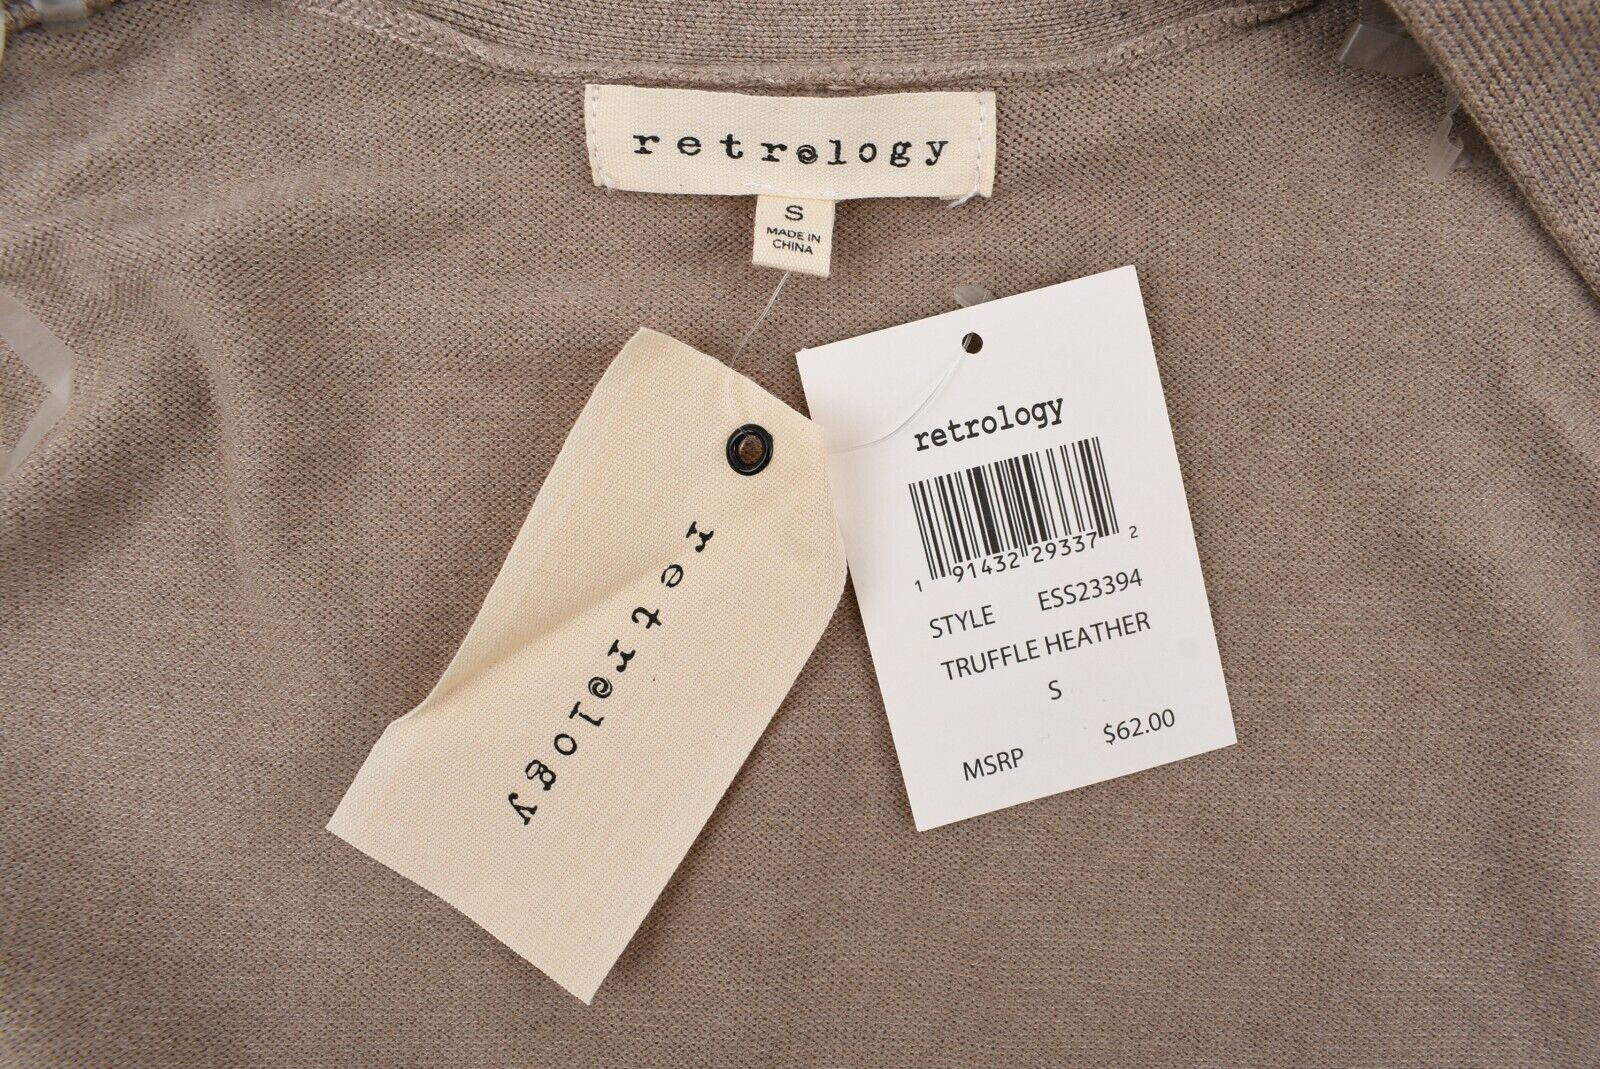 retrology
S
MADE IN
CHINA
retrology
retrology
1 91432 29337 2
STYLE ESS23394
TRUFFLE HEATHER
S
MSRP $62.00